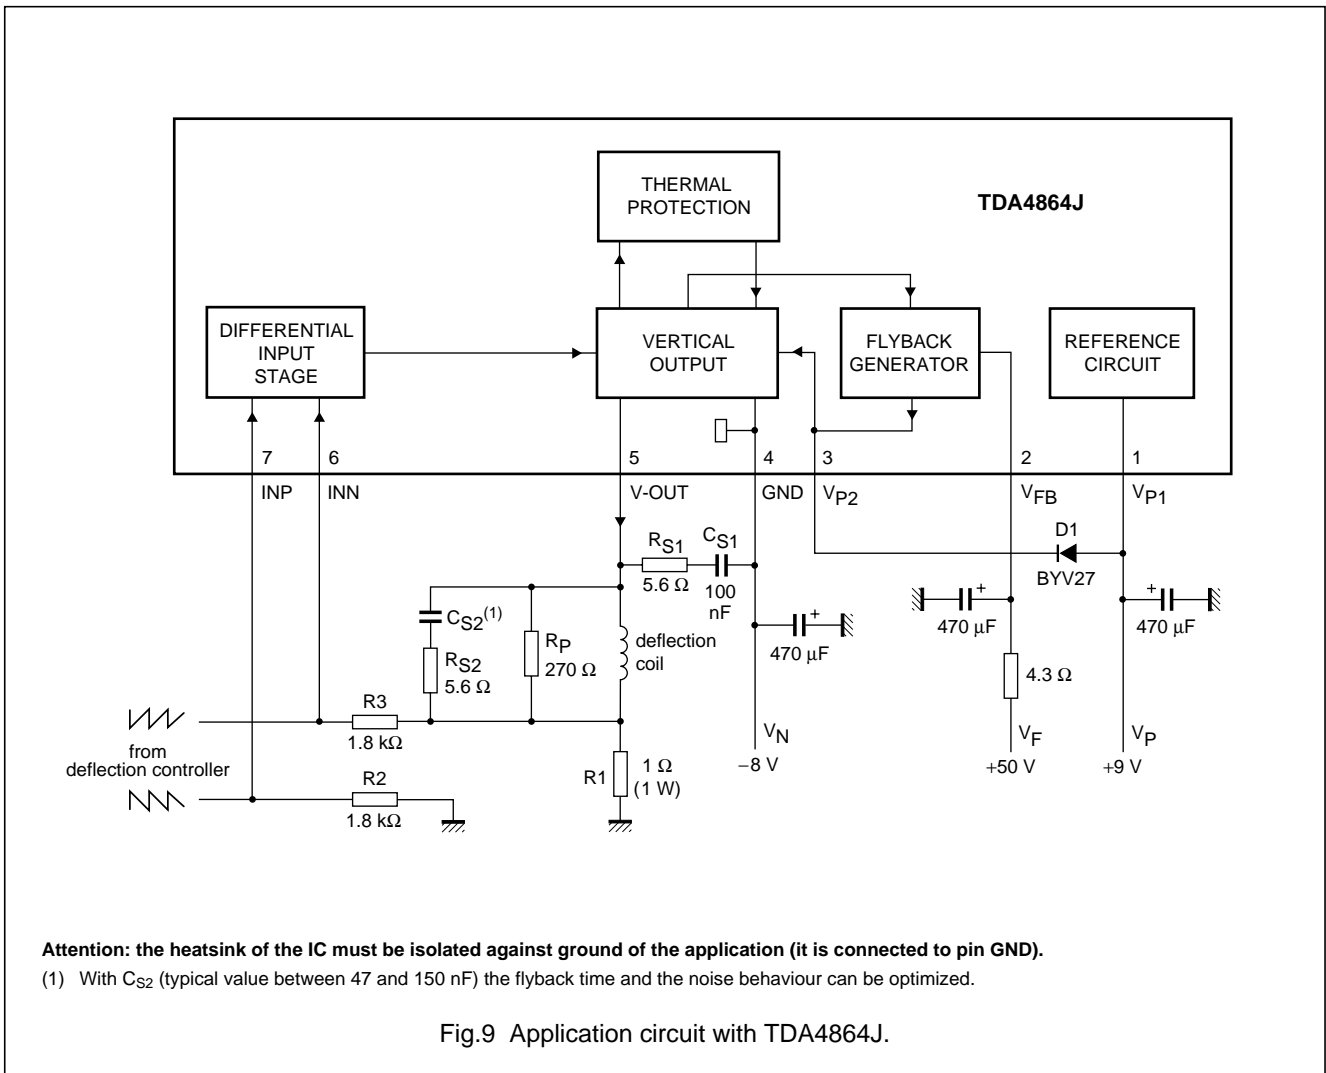 THERMAL
PROTECTION
TDA4864J
DIFFERENTIAL
INPUT
STAGE
VERTICAL
OUTPUT
FLYBACK
GENERATOR
REFERENCE
CIRCUIT
7 6 5 4 3 2 1
INP INN V-OUT GND VP2 VFB VP1
RS1
5.6 Ω
CS1
100
nF
D1
BYV27
CS2(1)
RS2
5.6 Ω
RP
270 Ω
deflection
coil
+
470 μF
+
470 μF
+
470 μF
4.3 Ω
R3
1.8 kΩ
from
deflection controller
R2
1.8 kΩ
R1
1 Ω
(1 W)
VN
−8 V
VF
+50 V
VP
+9 V
Attention: the heatsink of the IC must be isolated against ground of the application (it is connected to pin GND).
(1) With CS2 (typical value between 47 and 150 nF) the flyback time and the noise behaviour can be optimized.
Fig.9 Application circuit with TDA4864J.